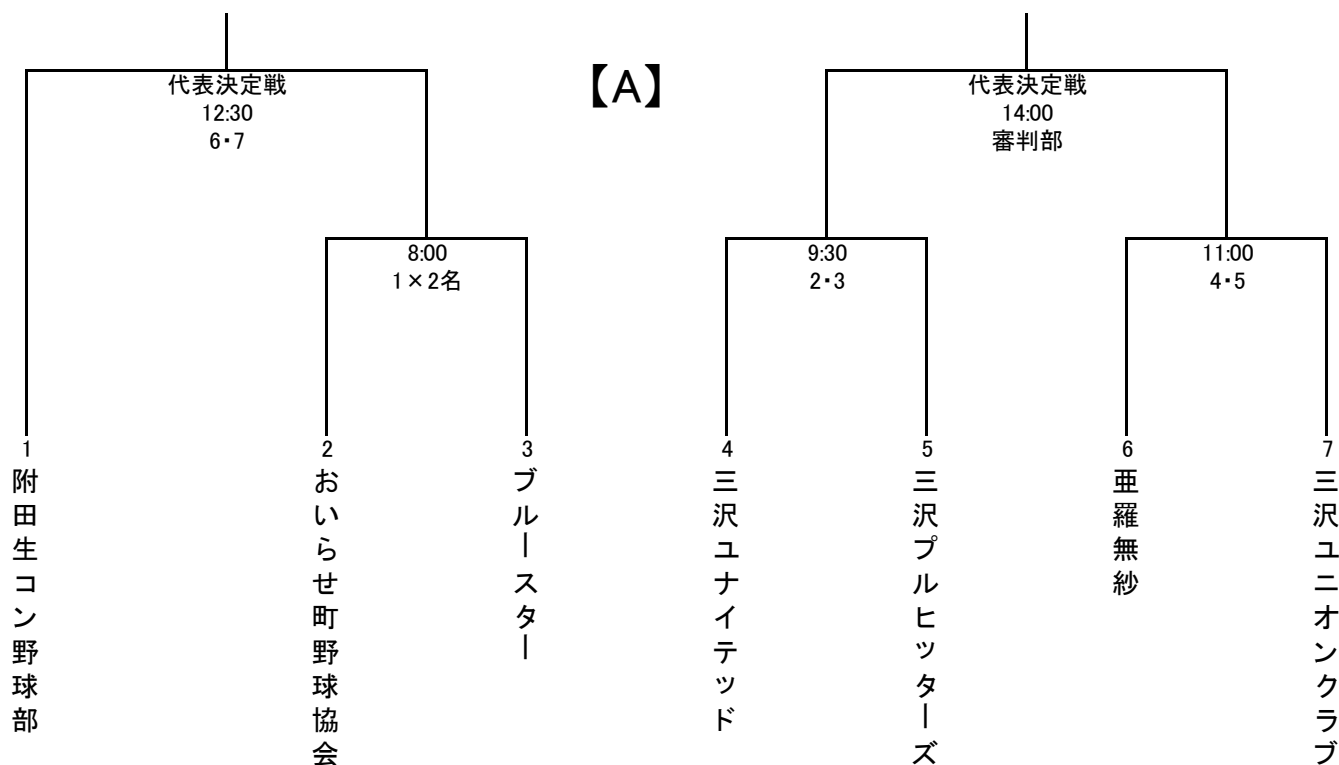 【A】
代表決定戦
12:30
6・7
代表決定戦
14:00
審判部
8:00
1×2名
9:30
2・3
11:00
4・5
1
附田生コン野球部
2
おいらせ町野球協会
3
ブルースター
4
三沢ユナイテッド
5
三沢プルヒッターズ
6
亜羅無紗
7
三沢ユニオンクラブ